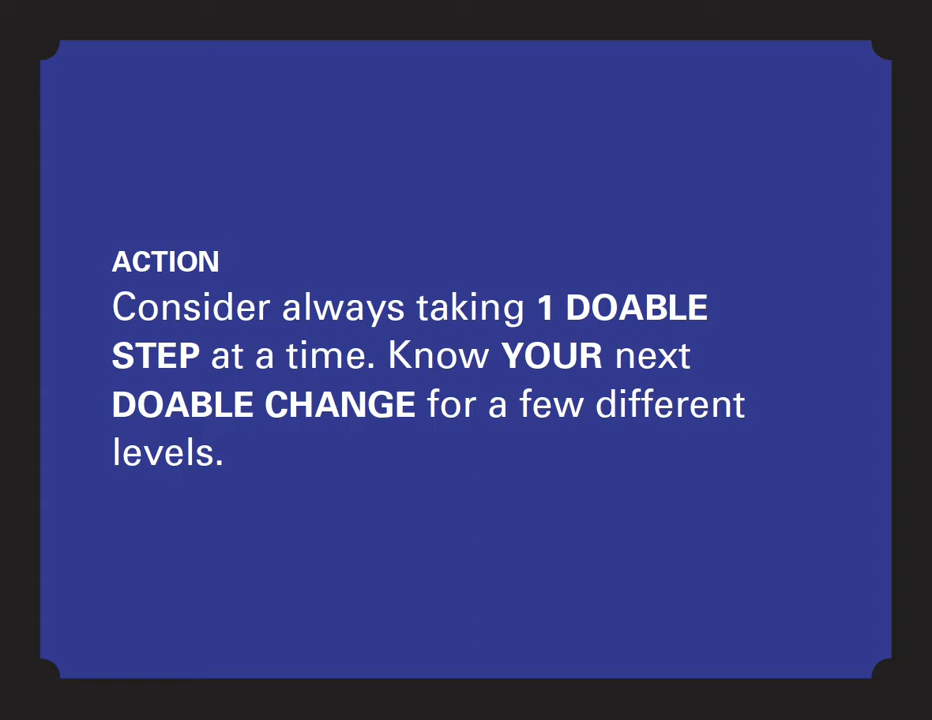 ACTION
Consider always taking 1 DOABLE
STEP at a time. Know YOUR next
DOABLE CHANGE for a few different
levels.